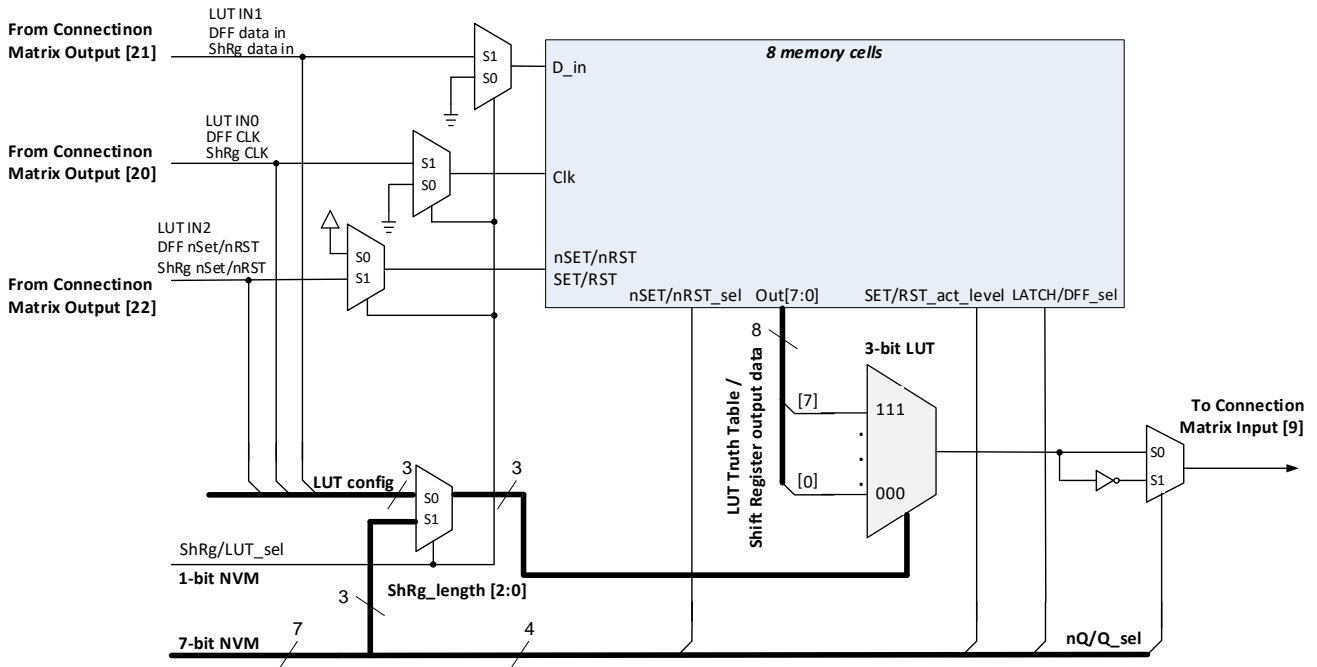 LUT IN1
From Connectinon
Matrix Output [21]
DFF data in
ShRg data in
S1
S0
8 memory cells
D_in
LUT IN0
DFF CLK
ShRg CLK
From Connectinon
Matrix Output [20]
S1
S0
Clk
LUT IN2
DFF nSet/nRST
ShRg nSet/nRST
From Connectinon
Matrix Output [22]
S0
S1
nSET/nRST
SET/RST
nSET/nRST_sel
Out[7:0]
SET/RST_act_level
LATCH/DFF_sel
8
LUT Truth Table /
Shift Register output data
3-bit LUT
[7]
111
.
.
.
[0]
000
To Connection
Matrix Input [9]
S0
S1
LUT config
3
S0
S1
3
ShRg/LUT_sel
1-bit NVM
ShRg_length [2:0]
3
7-bit NVM
7
4
nQ/Q_sel